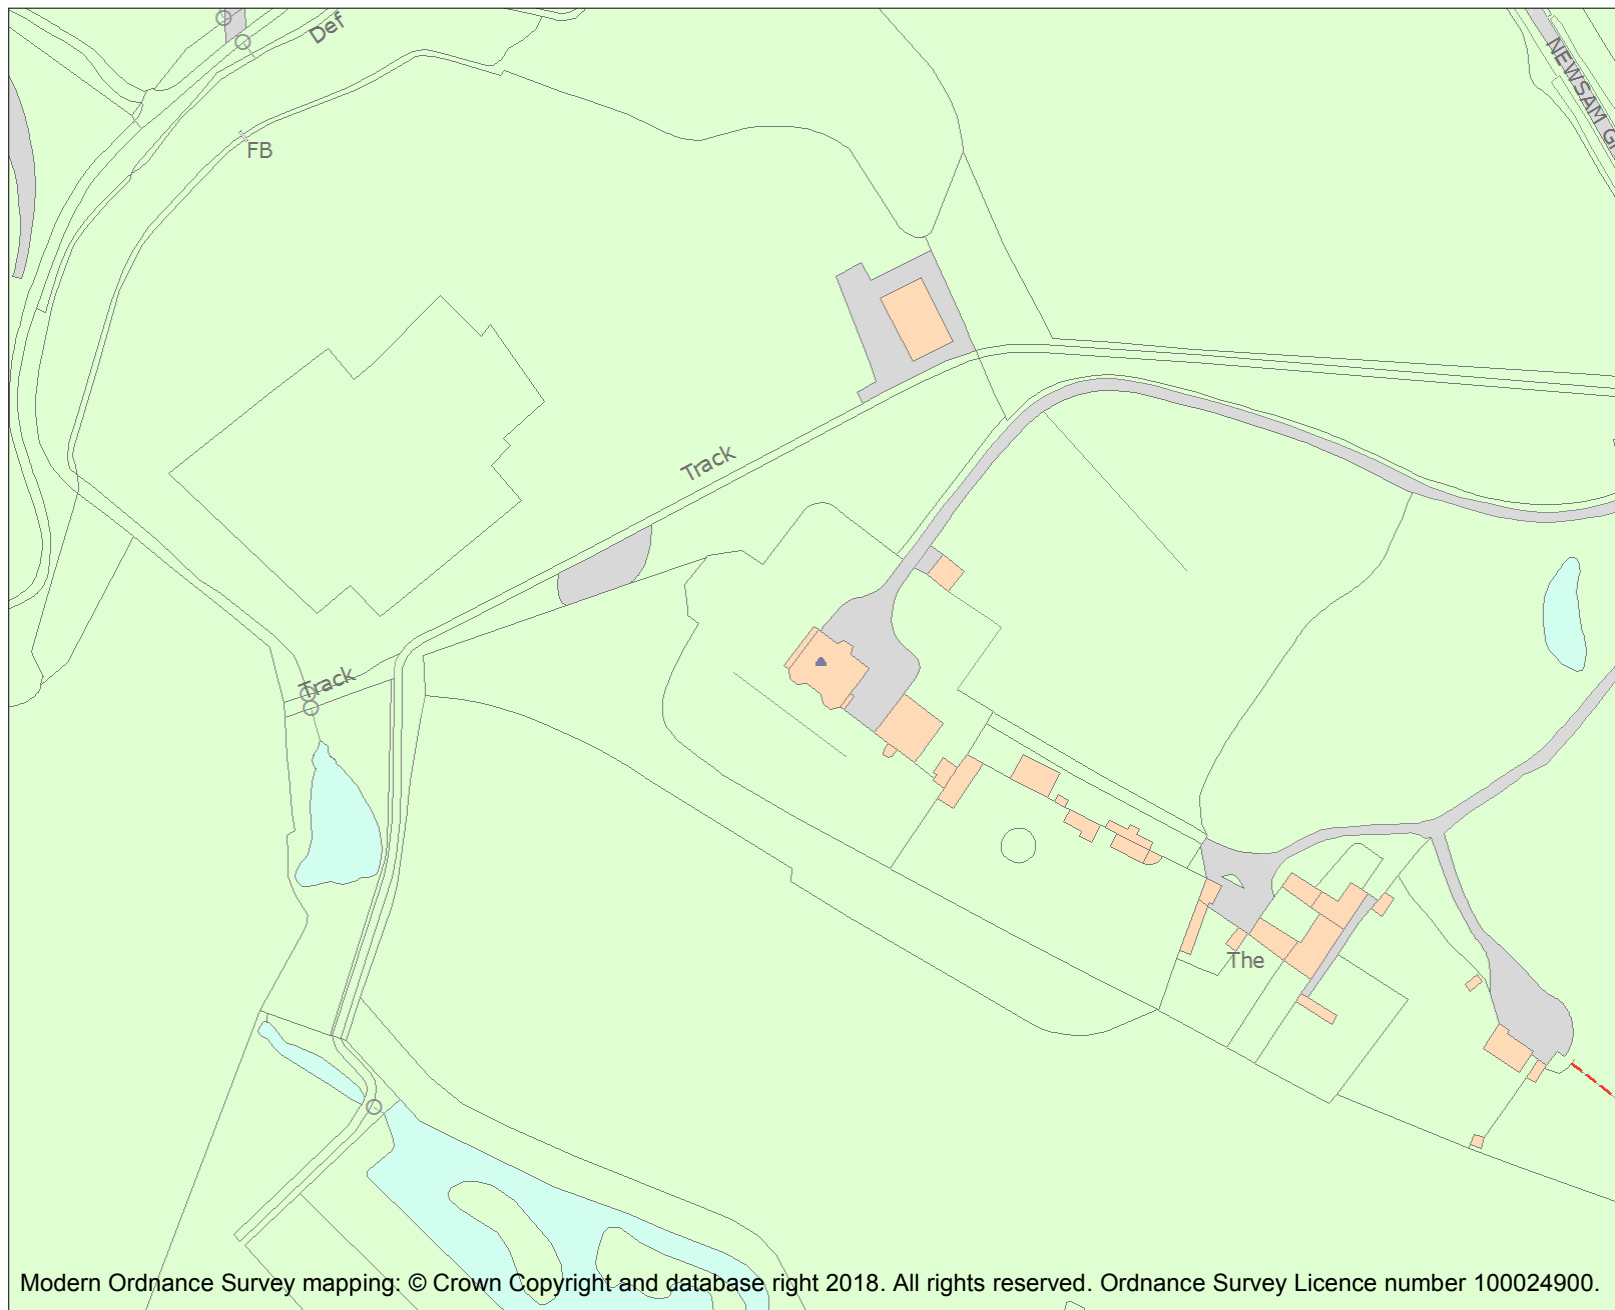 Def
NEWSAM
FB
Track
Track
The
Modern Ordnance Survey mapping: © Crown Copyright and database right 2018. All rights reserved. Ordnance Survey Licence number 100024900.